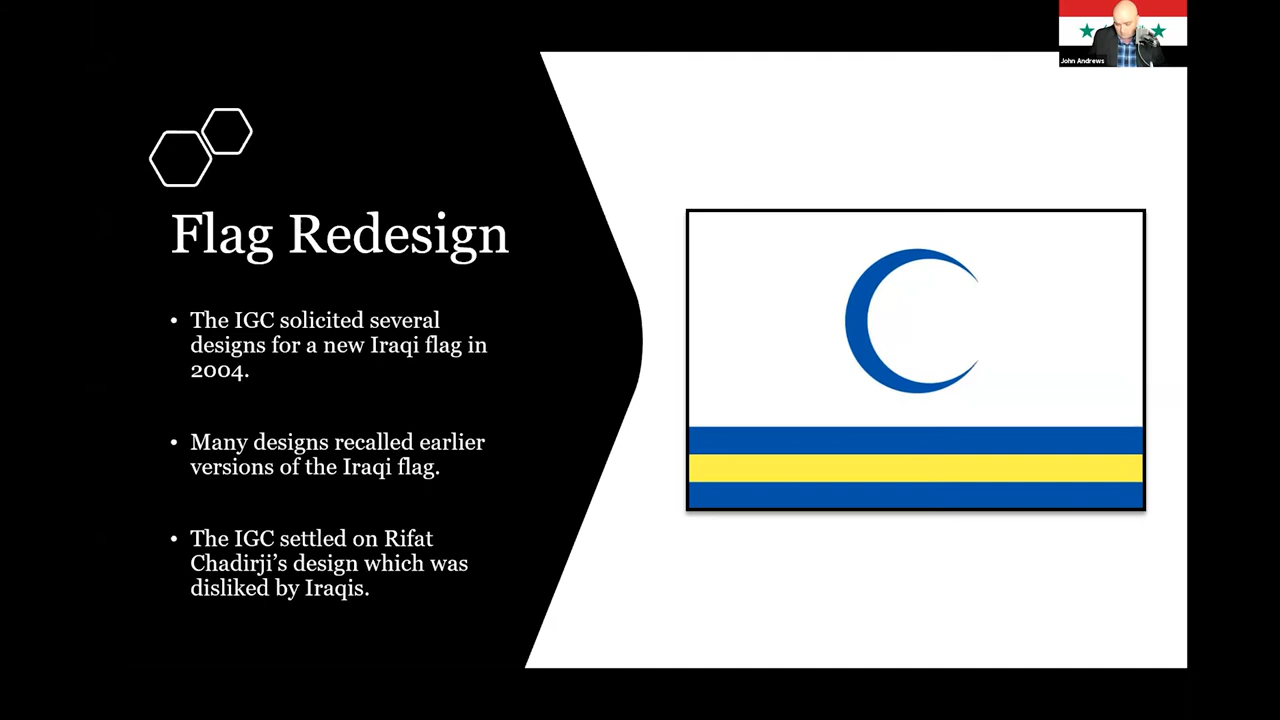 John Andrews
Flag Redesign
• The IGC solicited several
designs for a new Iraqi flag in
2004.
• Many designs recalled earlier
versions of the Iraqi flag.
• The IGC settled on Rifat
Chadirji’s design which was
disliked by Iraqis.